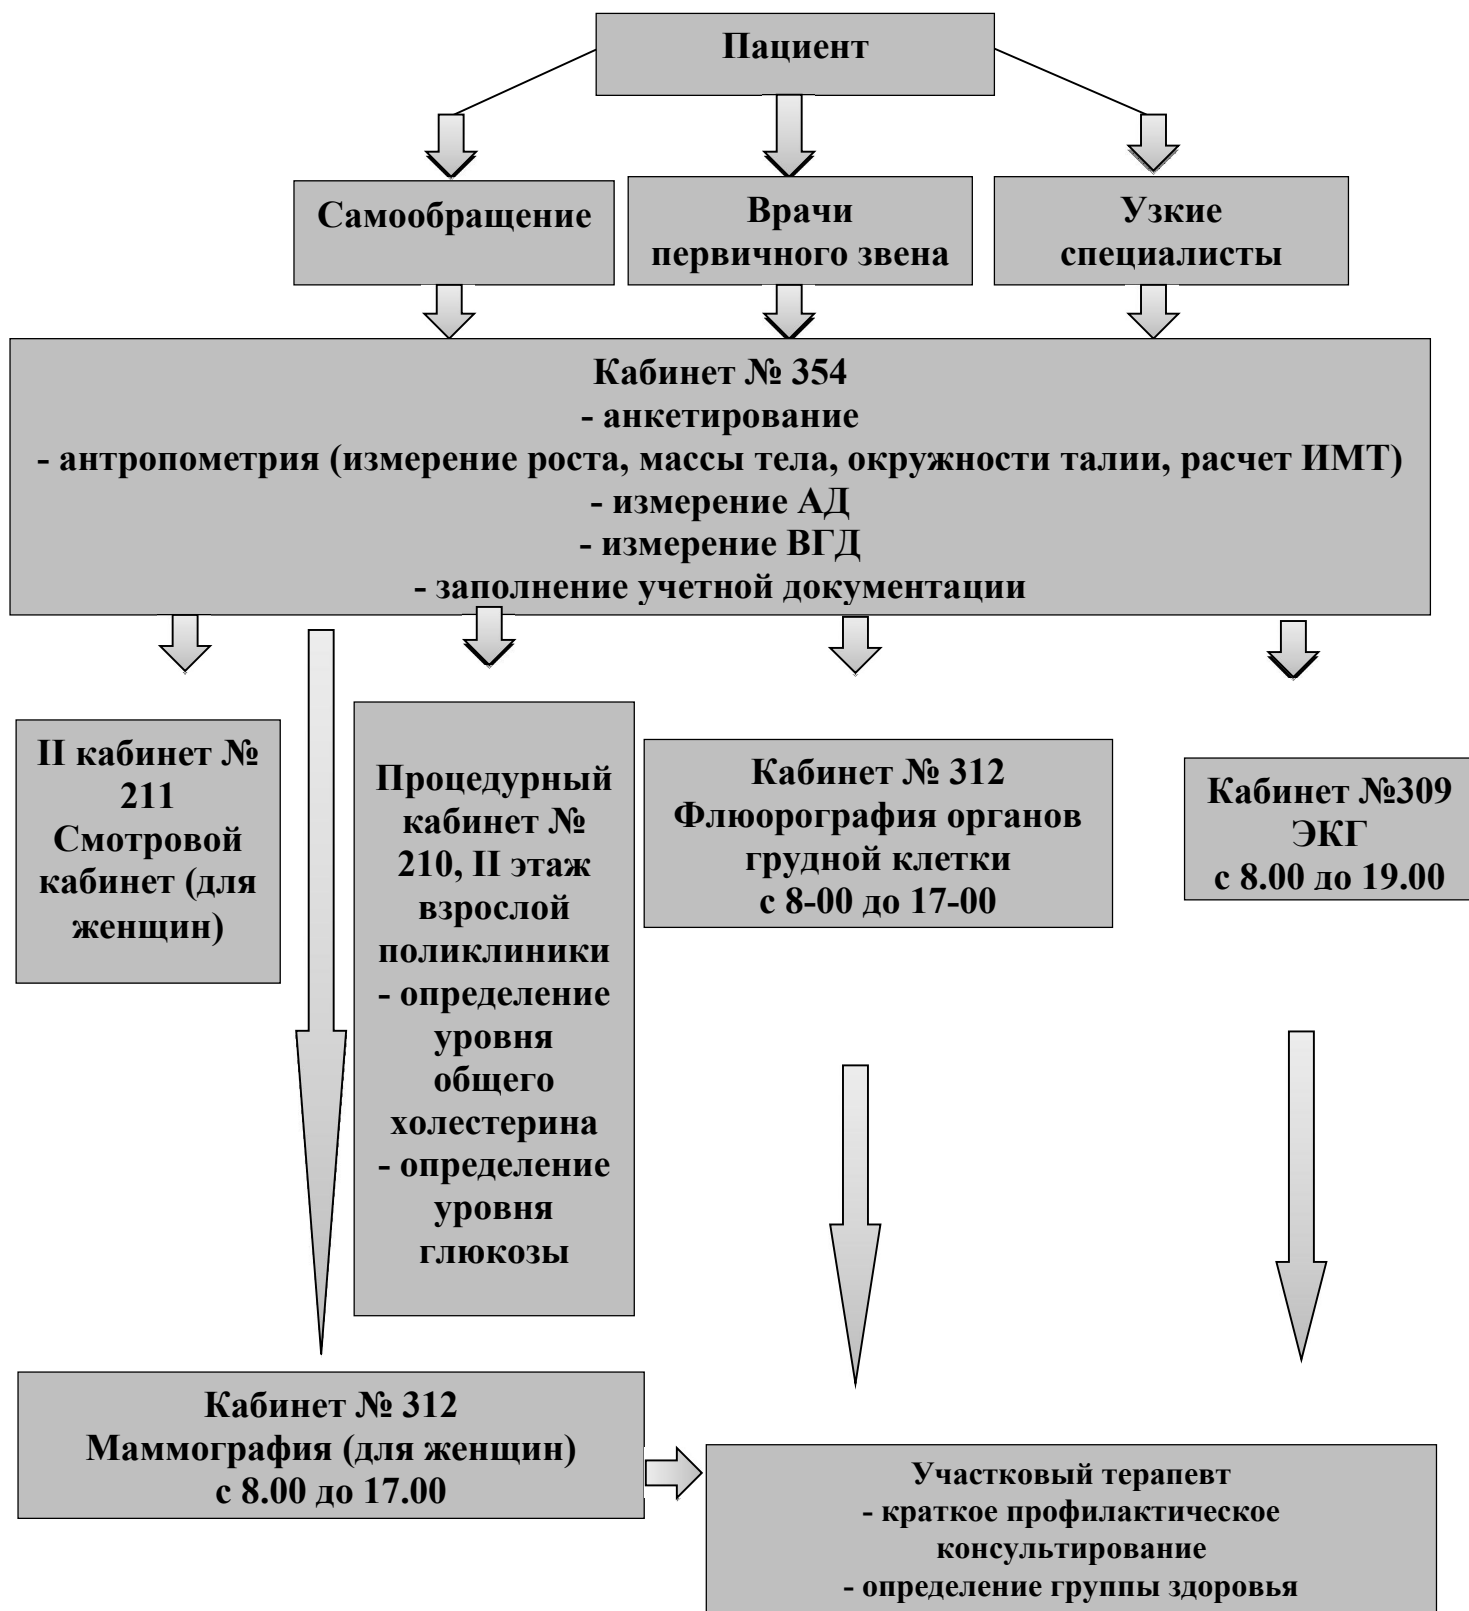 Пациент
Самообращение
Врачи
первичного звена
Узкие
специалисты
Кабинет № 354
- анкетирование
- антропометрия (измерение роста, массы тела, окружности талии, расчет ИМТ)
- измерение АД
- измерение ВГД
- заполнение учетной документации
II кабинет №
211
Смотровой
кабинет (для
женщин)
Процедурный
кабинет №
210, II этаж
взрослой
поликлиники
- определение
уровня
общего
холестерина
- определение
уровня
глюкозы
Кабинет № 312
Флюорография органов
грудной клетки
с 8-00 до 17-00
Кабинет №309
ЭКГ
с 8.00 до 19.00
Кабинет № 312
Маммография (для женщин)
с 8.00 до 17.00
Участковый терапевт
- краткое профилактическое
консультирование
- определение группы здоровья